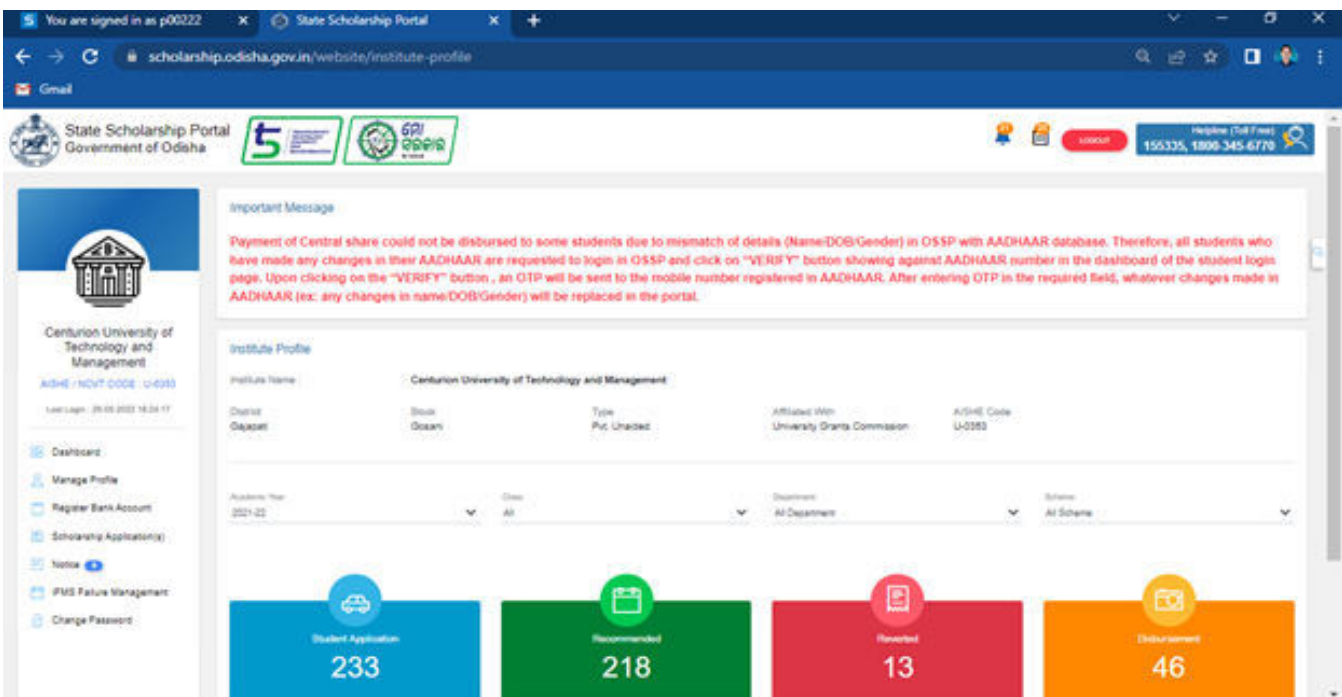 You are signed in as p00222
State Scholarship Portal
scholarship.odisha.gov.in/website/institute-profile
Gmail
State Scholarship Portal
Government of Odisha
5T
ମୋ
ସରକାର
LOGOUT
Helpline (Toll Free)
155335, 1800-345-6770
Centurion University of
Technology and
Management
AISHE / NCVT CODE : U-0353
Dashboard
Manage Profile
Register Bank Account
Scholarship Application(s)
Notice
IFMS Failure Management
Change Password
Important Message
Payment of Central share could not be disbursed to some students due to mismatch of details (Name/DOB/Gender) in OSSP with AADHAAR database. Therefore, all students who
have made any changes in their AADHAAR are requested to login in OSSP and click on "VERIFY" button showing against AADHAAR number in the dashboard of the student login
page. Upon clicking on the "VERIFY" button , an OTP will be sent to the mobile number registered in AADHAAR. After entering OTP in the required field, whatever changes made in
AADHAAR (ex: any changes in name/DOB/Gender) will be replaced in the portal.
Institute Profile
Institute Name Centurion University of Technology and Management
District Block Type Affiliated With AISHE Code
Gajapati Gosani Pvt. Unaided University Grants Commission U-0353
Academic Year Class Department Scheme
2021-22 All All Department All Scheme
Student Application Recommended Reverted Disbursement
233 218 13 46